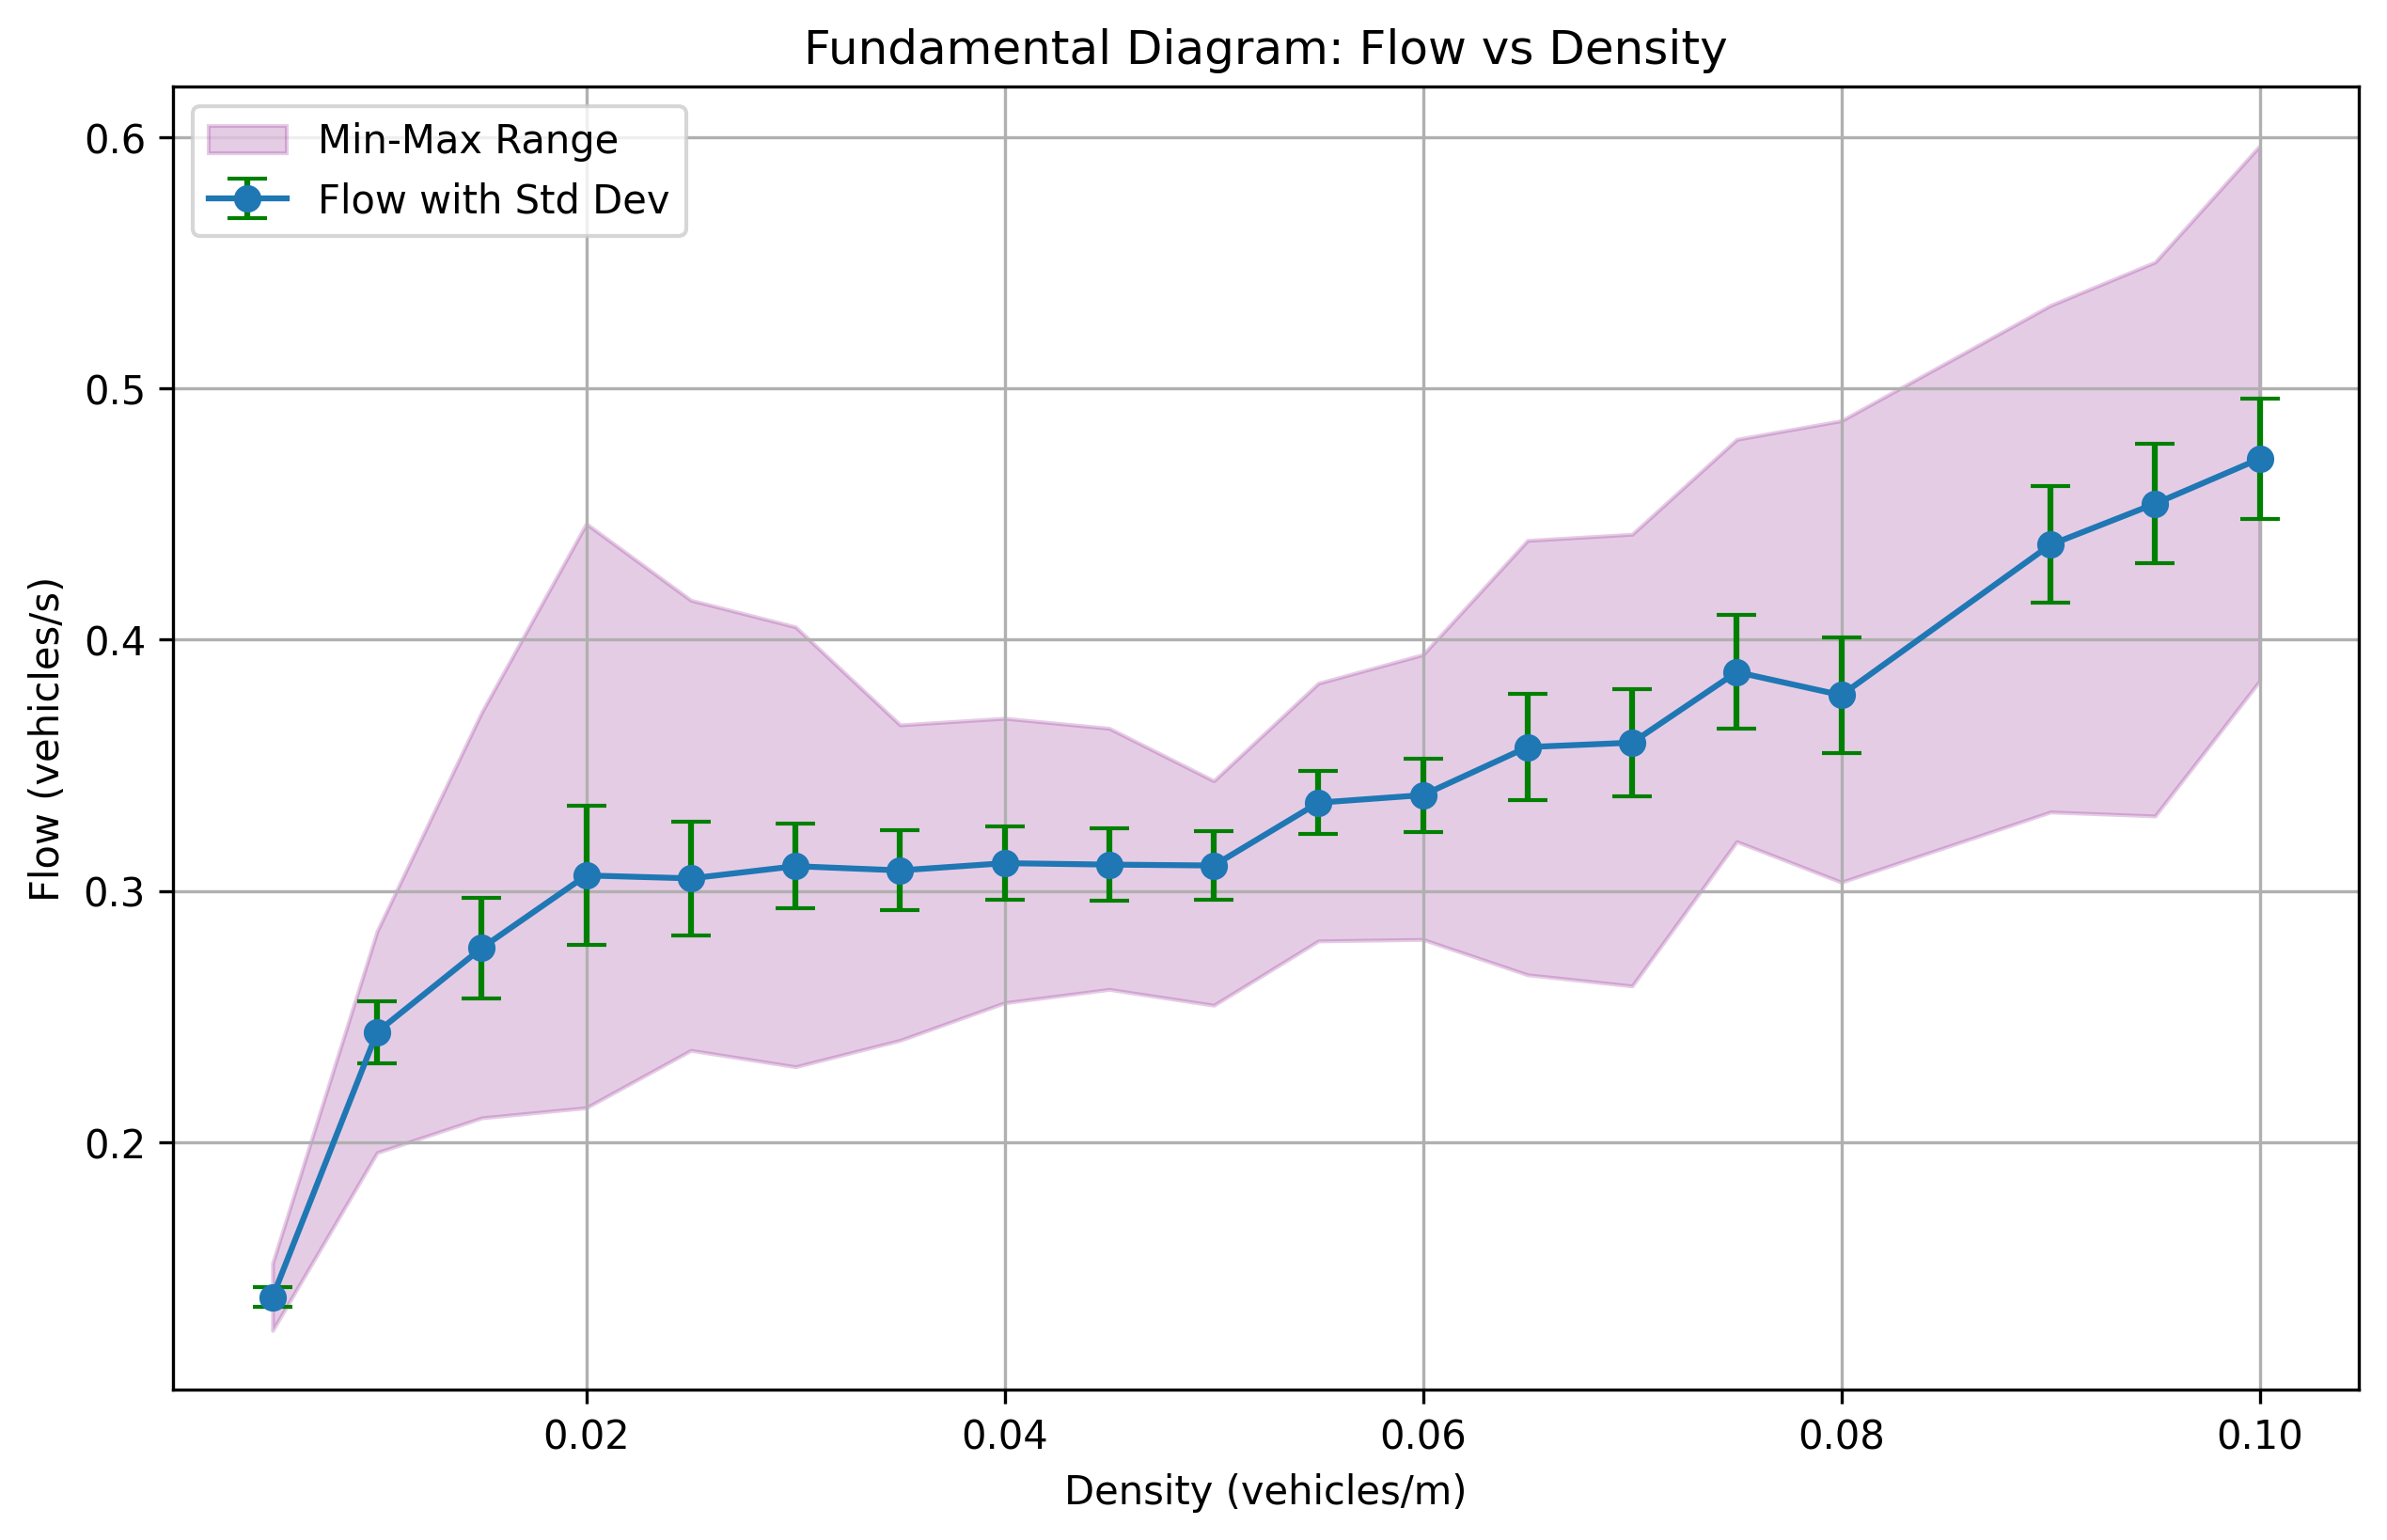 Fundamental Diagram: Flow vs Density
Min-Max Range
Flow with Std Dev
Flow (vehicles/s)
0.6
0.5
0.4
0.3
0.2
0.02
0.04
0.06
0.08
0.10
Density (vehicles/m)